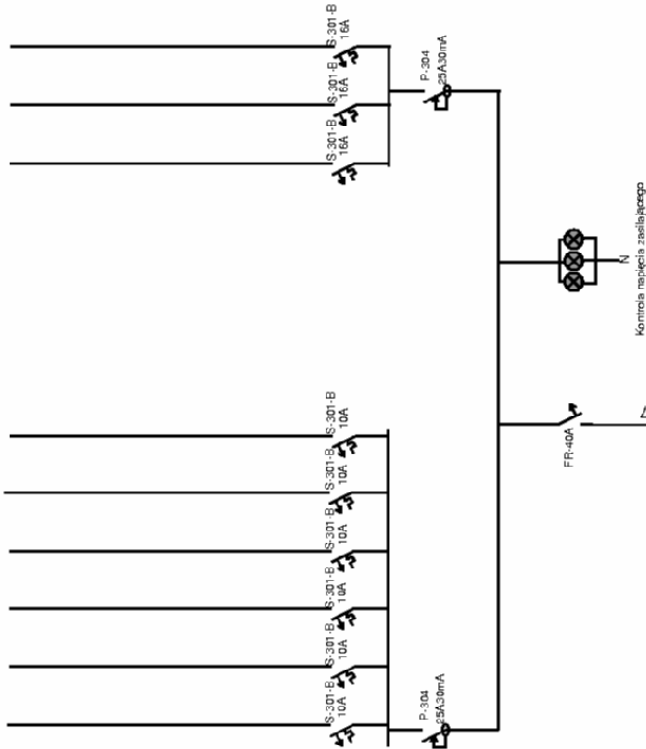 S-301-B
16A
S-301-B
16A
S-301-B
16A
P-304
25A30mA
N
Kontrola napięcia zasilającego
FR-40A
S-301-B
10A
S-301-B
10A
S-301-B
10A
S-301-B
10A
S-301-B
10A
S-301-B
10A
P-304
25A30mA